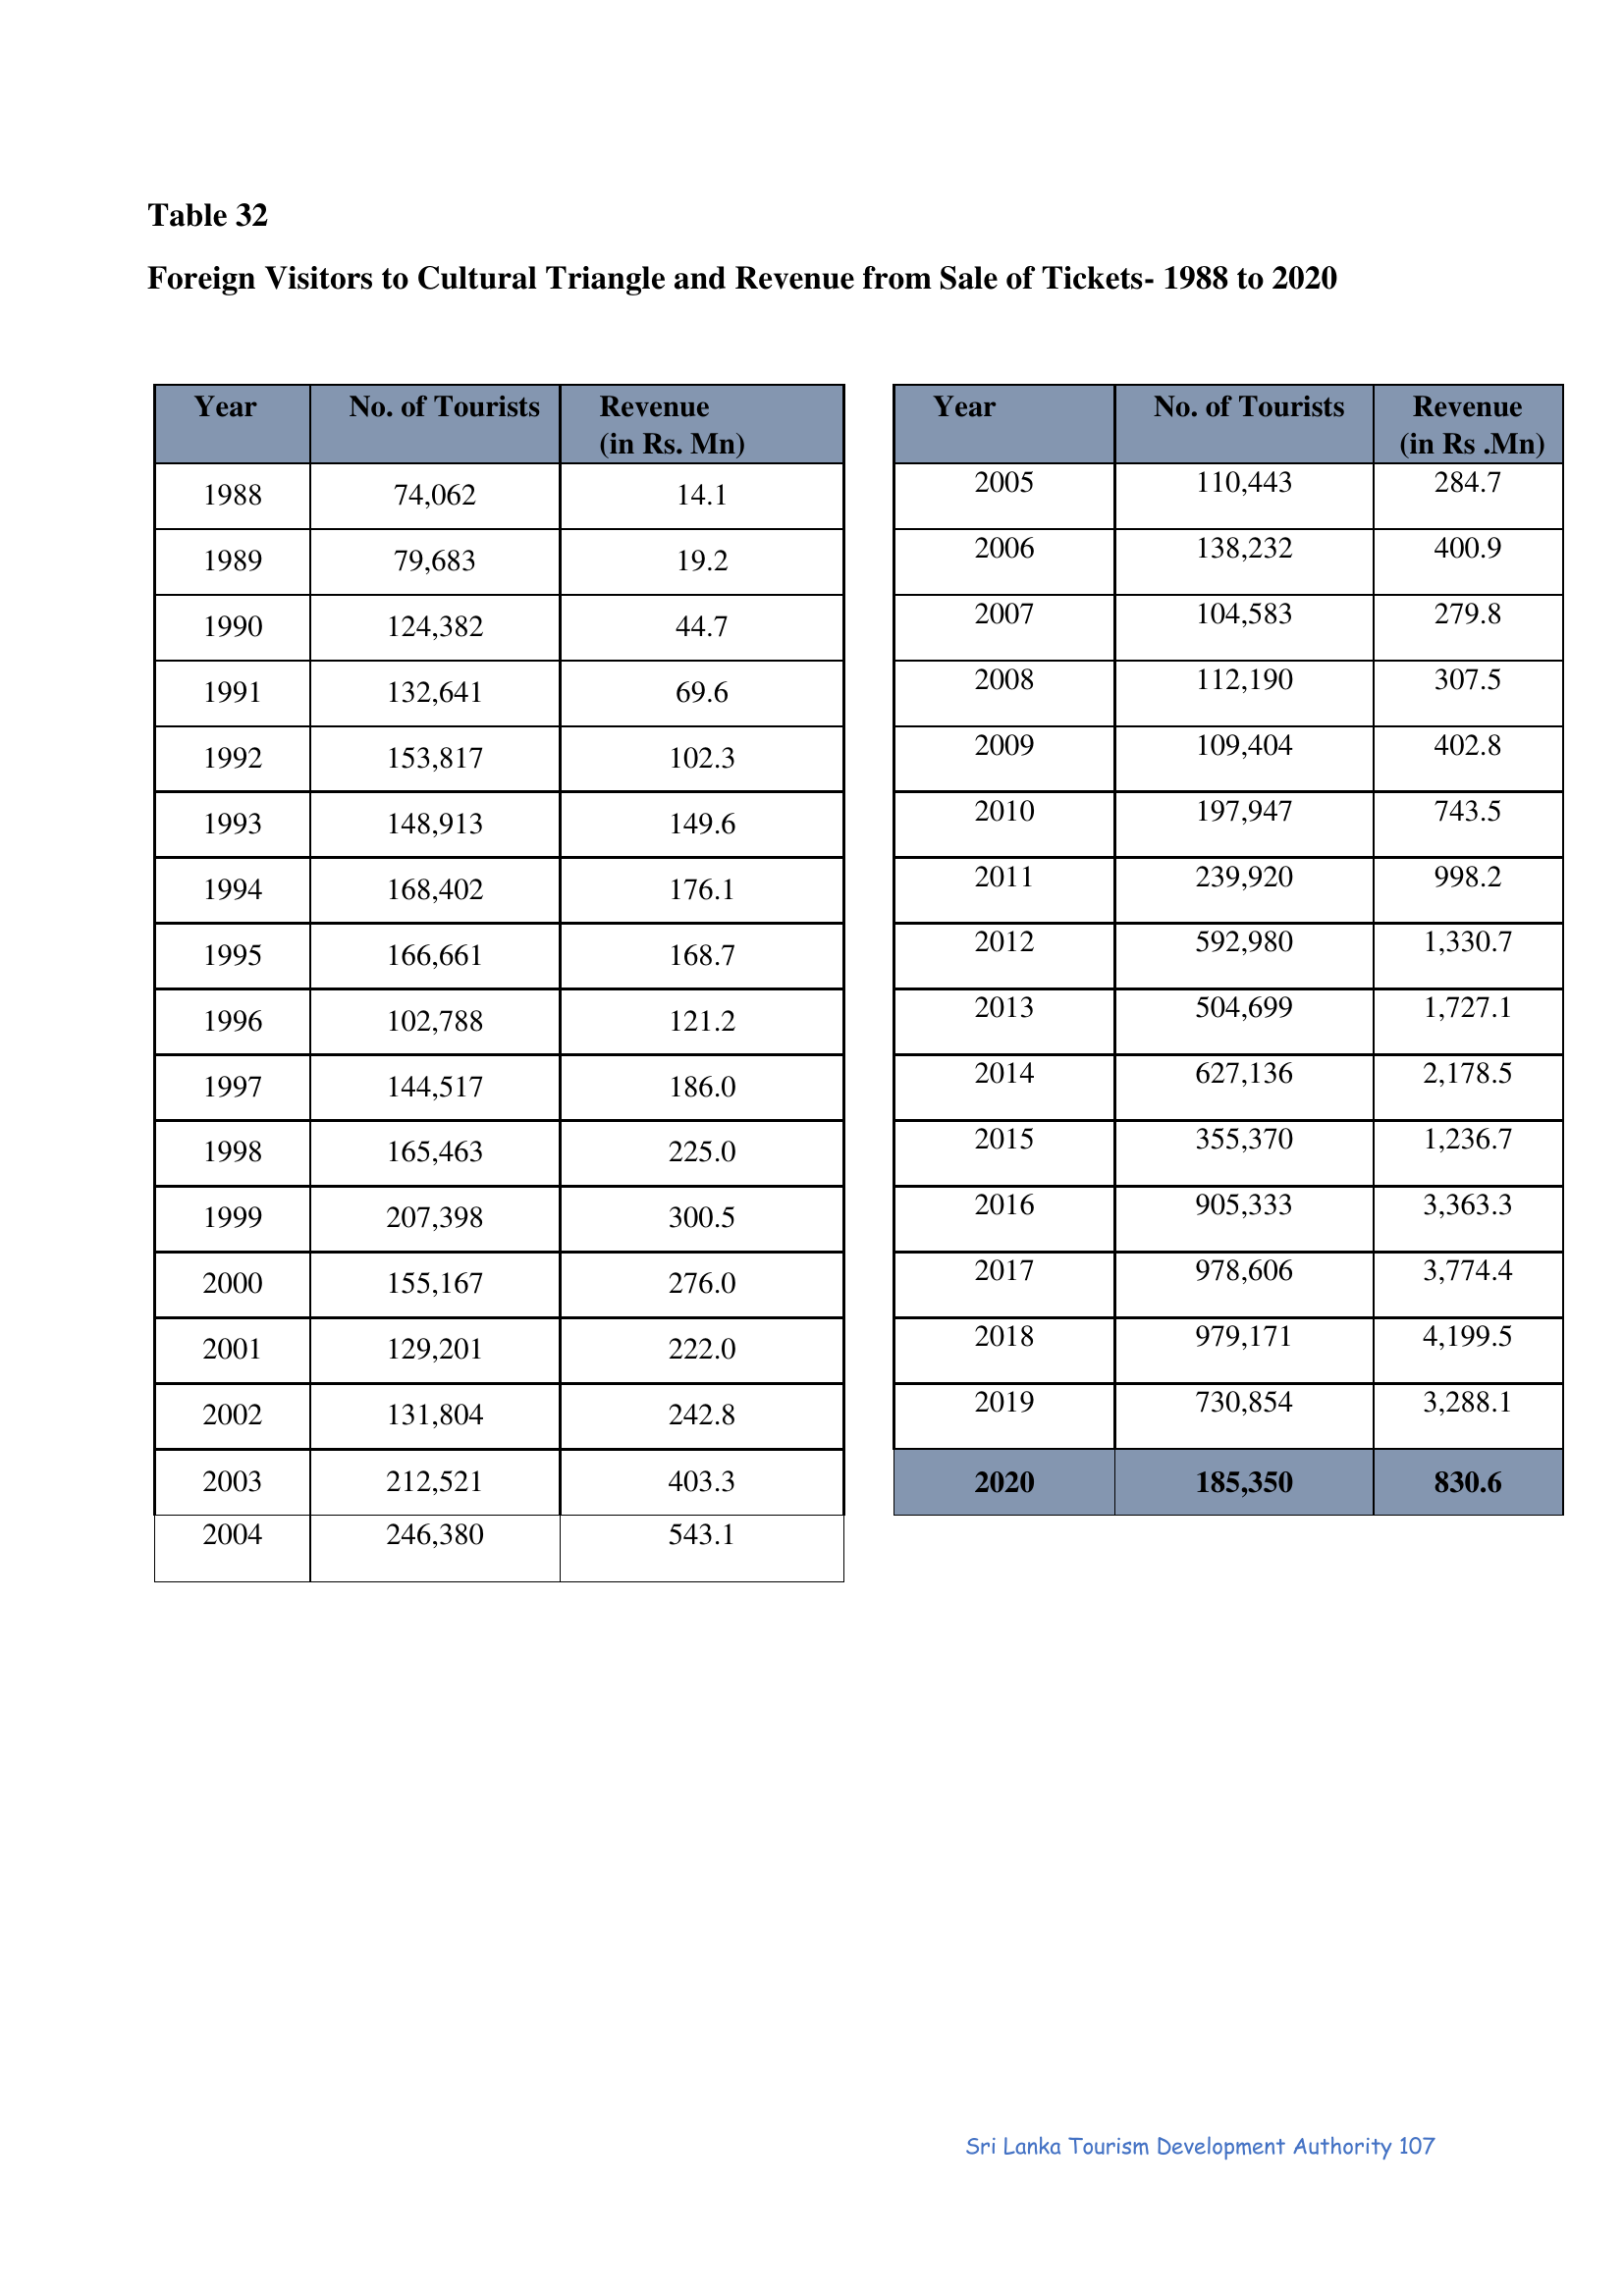 Table 32
Foreign Visitors to Cultural Triangle and Revenue from Sale of Tickets- 1988 to 2020
Year No. of Tourists Revenue
(in Rs. Mn)
1988 74,062 14.1
1989 79,683 19.2
1990 124,382 44.7
1991 132,641 69.6
1992 153,817 102.3
1993 148,913 149.6
1994 168,402 176.1
1995 166,661 168.7
1996 102,788 121.2
1997 144,517 186.0
1998 165,463 225.0
1999 207,398 300.5
2000 155,167 276.0
2001 129,201 222.0
2002 131,804 242.8
2003 212,521 403.3
2004 246,380 543.1
Year No. of Tourists Revenue
(in Rs .Mn)
2005 110,443 284.7
2006 138,232 400.9
2007 104,583 279.8
2008 112,190 307.5
2009 109,404 402.8
2010 197,947 743.5
2011 239,920 998.2
2012 592,980 1,330.7
2013 504,699 1,727.1
2014 627,136 2,178.5
2015 355,370 1,236.7
2016 905,333 3,363.3
2017 978,606 3,774.4
2018 979,171 4,199.5
2019 730,854 3,288.1
2020 185,350 830.6
Sri Lanka Tourism Development Authority 107